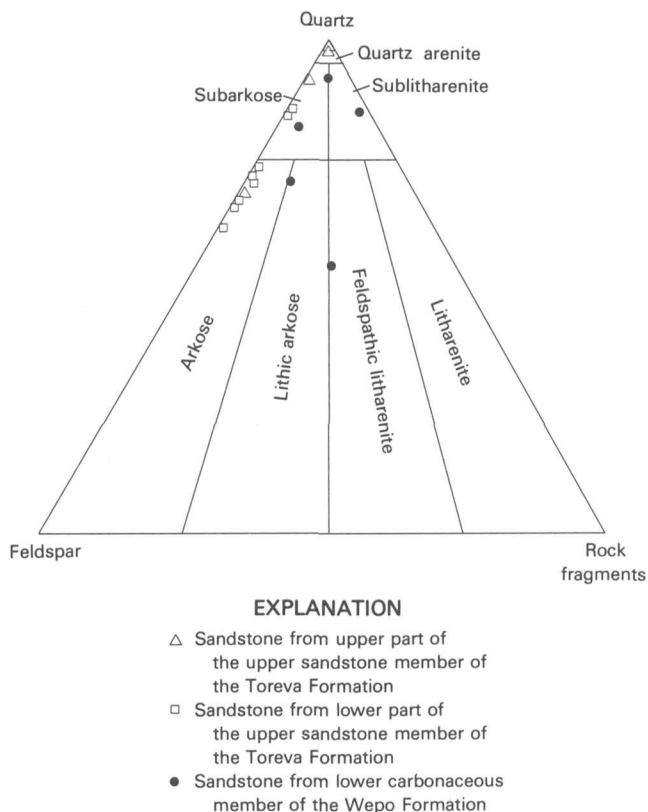 Quartz
Quartz arenite
Subarkose
Sublitharenite
Arkose
Lithic arkose
Feldspathic litharenite
Litharenite
Feldspar
Rock
fragments
EXPLANATION
△ Sandstone from upper part of
the upper sandstone member of
the Toreva Formation
□ Sandstone from lower part of
the upper sandstone member of
the Toreva Formation
● Sandstone from lower carbonaceous
member of the Wepo Formation